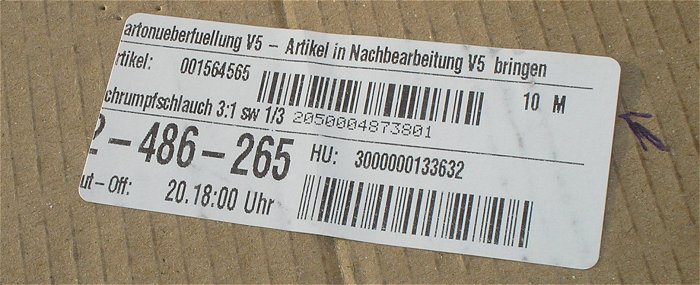 artonueberfuellung V5 – Artikel in Nachbearbeitung V5 bringen
rtikel: 001564565 10 M
chrumpfschlauch 3:1 sw 1/3 2050004873801
2–486–265 HU: 3000000133632
ut–Off: 20.18:00 Uhr